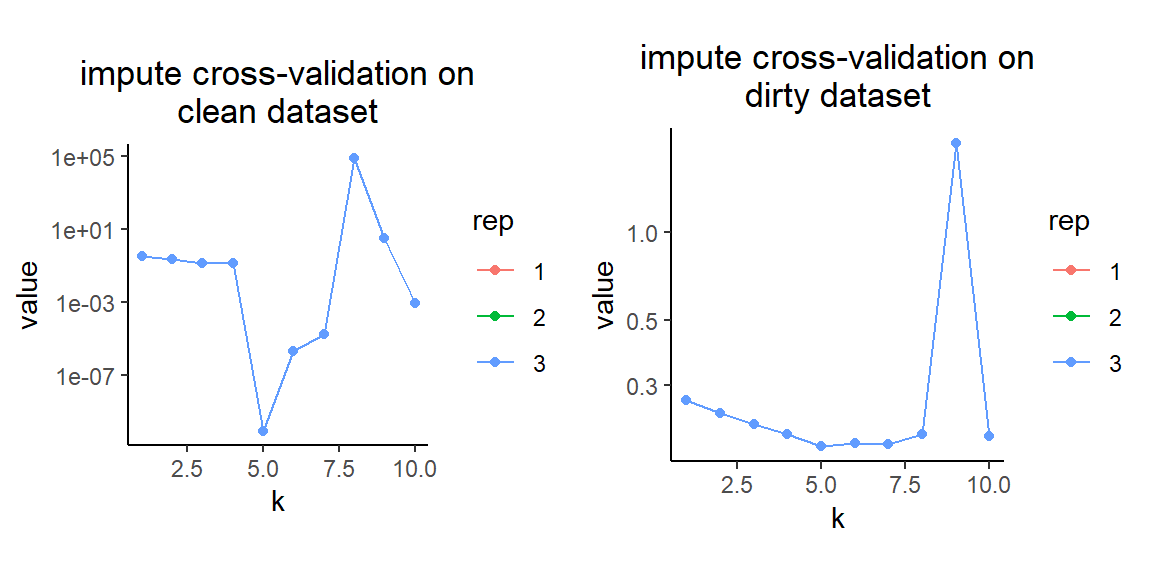 impute cross-validation on
clean dataset
1e+05
1e+01
1e-03
1e-07
value
2.5 5.0 7.5 10.0
k
rep
1
2
3
impute cross-validation on
dirty dataset
1.0
0.5
0.3
value
2.5 5.0 7.5 10.0
k
rep
1
2
3